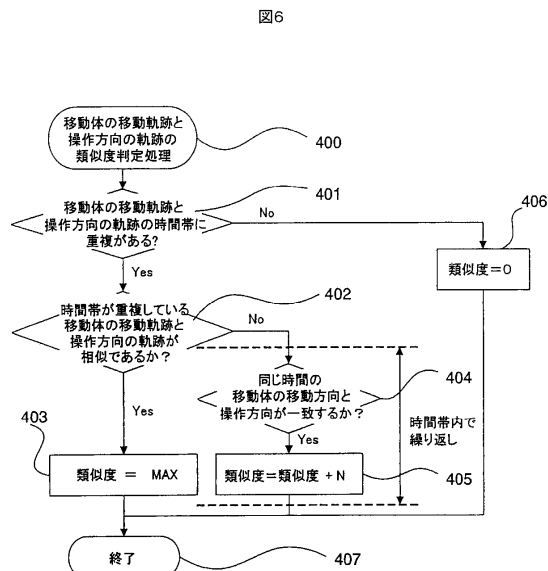 図6
移動体の移動軌跡と
操作方向の軌跡の
類似度判定処理
400
401
移動体の移動軌跡と
操作方向の軌跡の時間帯に
重複がある?
No
406
類似度=0
Yes
402
時間帯が重複している
移動体の移動軌跡と
操作方向の軌跡が
相似であるか?
No
同じ時間の
移動体の移動方向と
操作方向が一致するか?
404
時間帯内で
繰り返し
Yes
Yes
403
類似度 = MAX
類似度=類似度 +N
405
終了
407